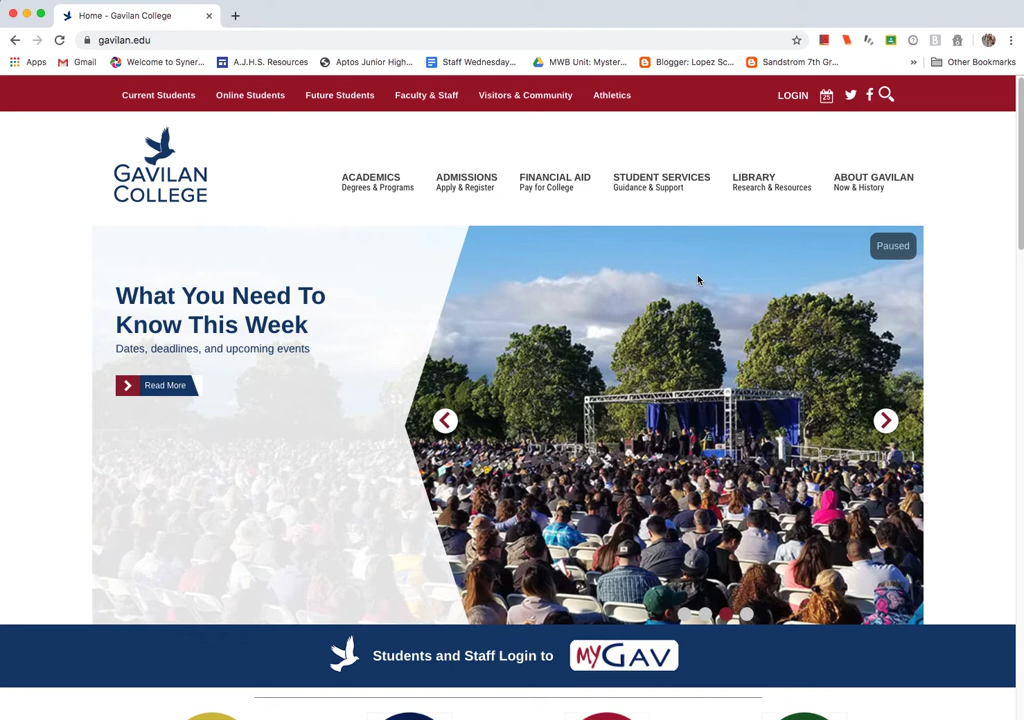 Home - Gavilan College
gavilan.edu
Apps Gmail Welcome to Syner... A.J.H.S. Resources Aptos Junior High... Staff Wednesday... MWB Unit: Myster... Blogger: Lopez Sc... Sandstrom 7th Gr... » Other Bookmarks
Current Students Online Students Future Students Faculty & Staff Visitors & Community Athletics LOGIN 25
GAVILAN
COLLEGE
ACADEMICS ADMISSIONS FINANCIAL AID STUDENT SERVICES LIBRARY ABOUT GAVILAN
Degrees & Programs Apply & Register Pay for College Guidance & Support Research & Resources Now & History
Paused
What You Need To
Know This Week
Dates, deadlines, and upcoming events
Read More
Students and Staff Login to MYGAV